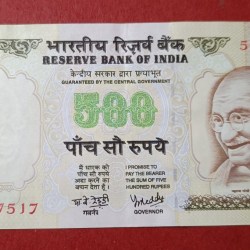 भारतीय रिज़र्व बैंक
RESERVE BANK OF INDIA
केन्द्रीय सरकार द्वारा प्रत्याभूत
GUARANTEED BY THE CENTRAL GOVERNMENT
500
पाँच सौ रुपये
मैं धारक को
I PROMISE TO
PAY THE BEARER
अदा करने का
THE SUM OF FIVE
वचन देता हूँ।
HUNDRED RUPEES
गवर्नर
GOVERNOR
7517
5